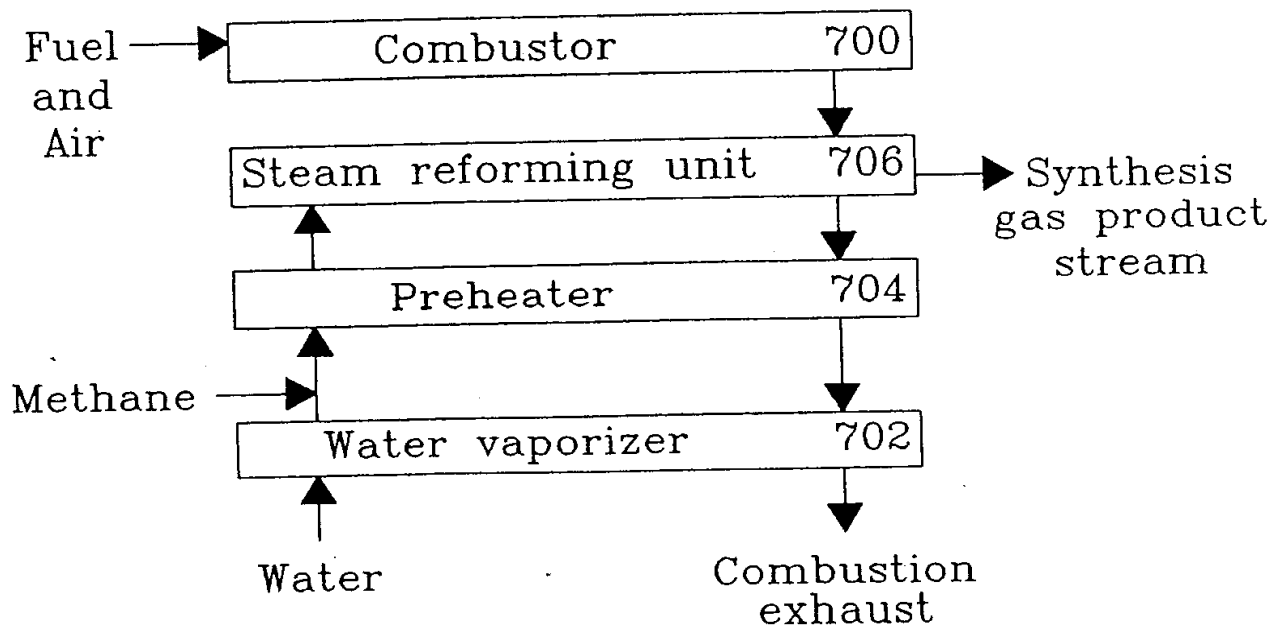 Fuel
and
Air
Combustor 700
Steam reforming unit 706
Synthesis
gas product
stream
Preheater 704
Methane
Water vaporizer 702
Water
Combustion
exhaust